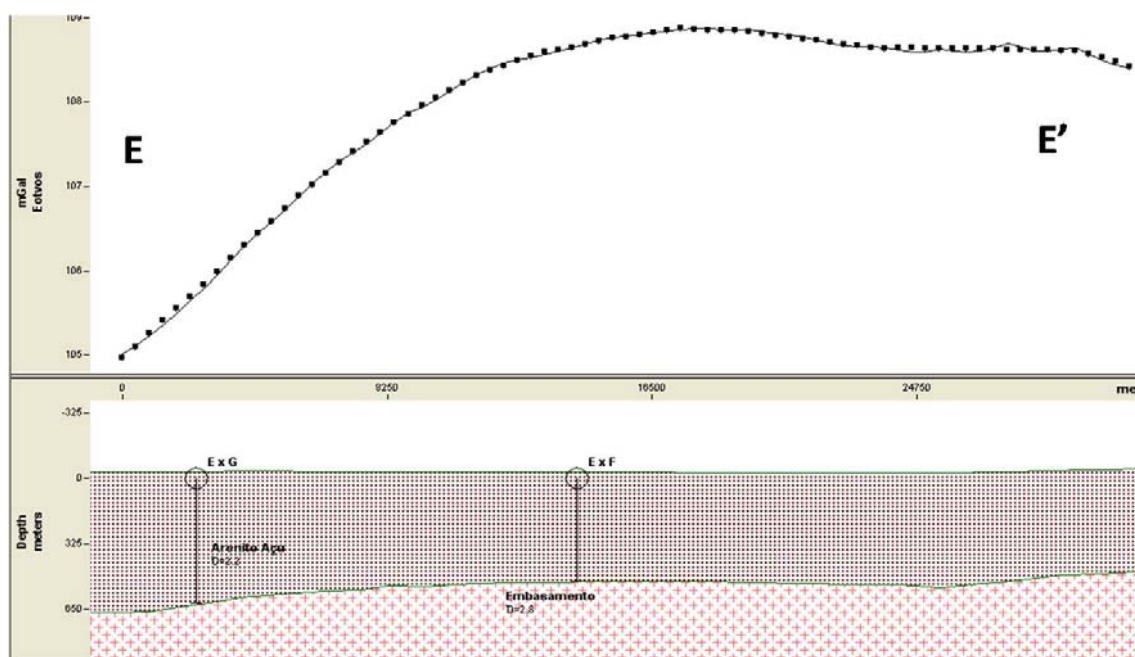 109
108
107
106
105
mGal
Eotvos
E
E'
0
8250
16500
24750
me
-325
0
325
650
Depth
meters
E x G
E x F
Arenito Açu
D=2,2
Embasamento
D=2,8